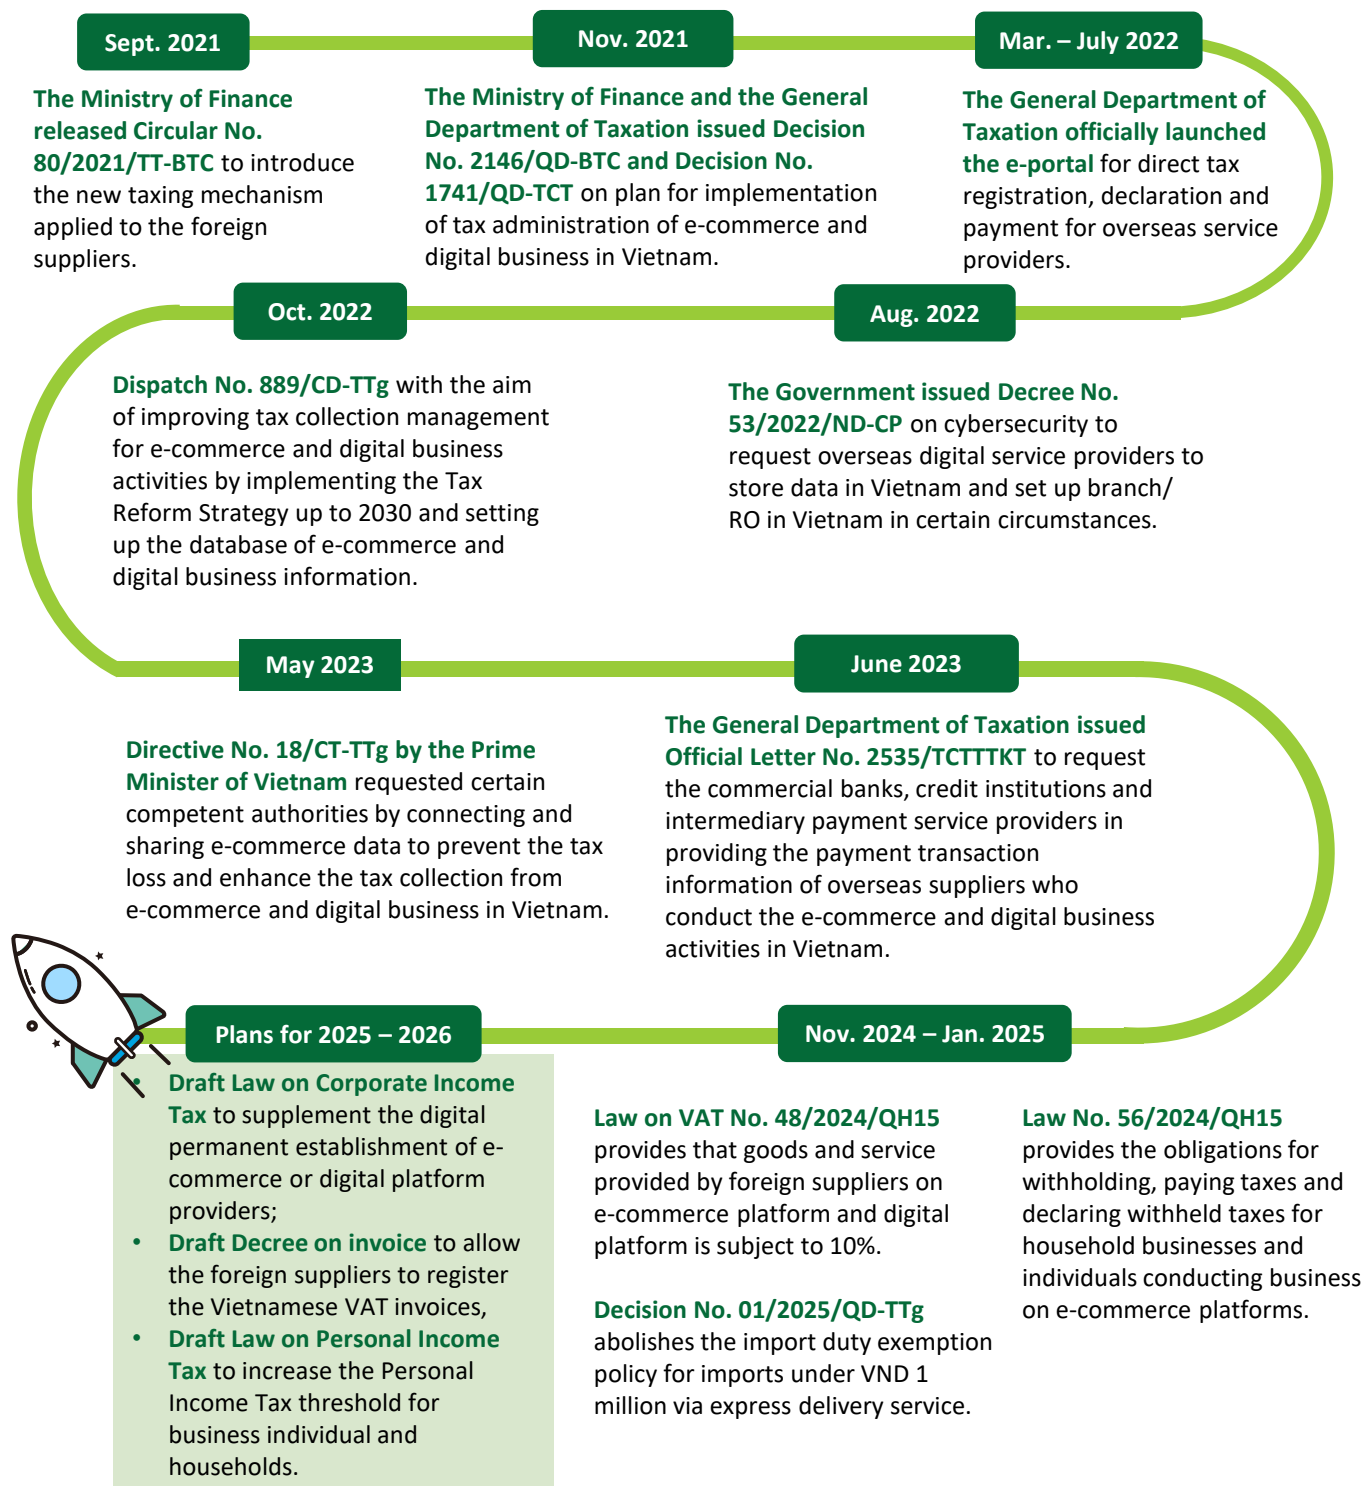 Sept. 2021
The Ministry of Finance
released Circular No.
80/2021/TT-BTC to introduce
the new taxing mechanism
applied to the foreign
suppliers.
Nov. 2021
The Ministry of Finance and the General
Department of Taxation issued Decision
No. 2146/QD-BTC and Decision No.
1741/QD-TCT on plan for implementation
of tax administration of e-commerce and
digital business in Vietnam.
Mar. – July 2022
The General Department of
Taxation officially launched
the e-portal for direct tax
registration, declaration and
payment for overseas service
providers.
Aug. 2022
The Government issued Decree No.
53/2022/ND-CP on cybersecurity to
request overseas digital service providers to
store data in Vietnam and set up branch/
RO in Vietnam in certain circumstances.
Oct. 2022
Dispatch No. 889/CD-TTg with the aim
of improving tax collection management
for e-commerce and digital business
activities by implementing the Tax
Reform Strategy up to 2030 and setting
up the database of e-commerce and
digital business information.
May 2023
Directive No. 18/CT-TTg by the Prime
Minister of Vietnam requested certain
competent authorities by connecting and
sharing e-commerce data to prevent the tax
loss and enhance the tax collection from
e-commerce and digital business in Vietnam.
June 2023
The General Department of Taxation issued
Official Letter No. 2535/TCTTTKT to request
the commercial banks, credit institutions and
intermediary payment service providers in
providing the payment transaction
information of overseas suppliers who
conduct the e-commerce and digital business
activities in Vietnam.
Nov. 2024 – Jan. 2025
Law on VAT No. 48/2024/QH15
provides that goods and service
provided by foreign suppliers on
e-commerce platform and digital
platform is subject to 10%.
Decision No. 01/2025/QD-TTg
abolishes the import duty exemption
policy for imports under VND 1
million via express delivery service.
Law No. 56/2024/QH15
provides the obligations for
withholding, paying taxes and
declaring withheld taxes for
household businesses and
individuals conducting business
on e-commerce platforms.
Plans for 2025 – 2026
• Draft Law on Corporate Income
Tax to supplement the digital
permanent establishment of e-
commerce or digital platform
providers;
• Draft Decree on invoice to allow
the foreign suppliers to register
the Vietnamese VAT invoices,
• Draft Law on Personal Income
Tax to increase the Personal
Income Tax threshold for
business individual and
households.